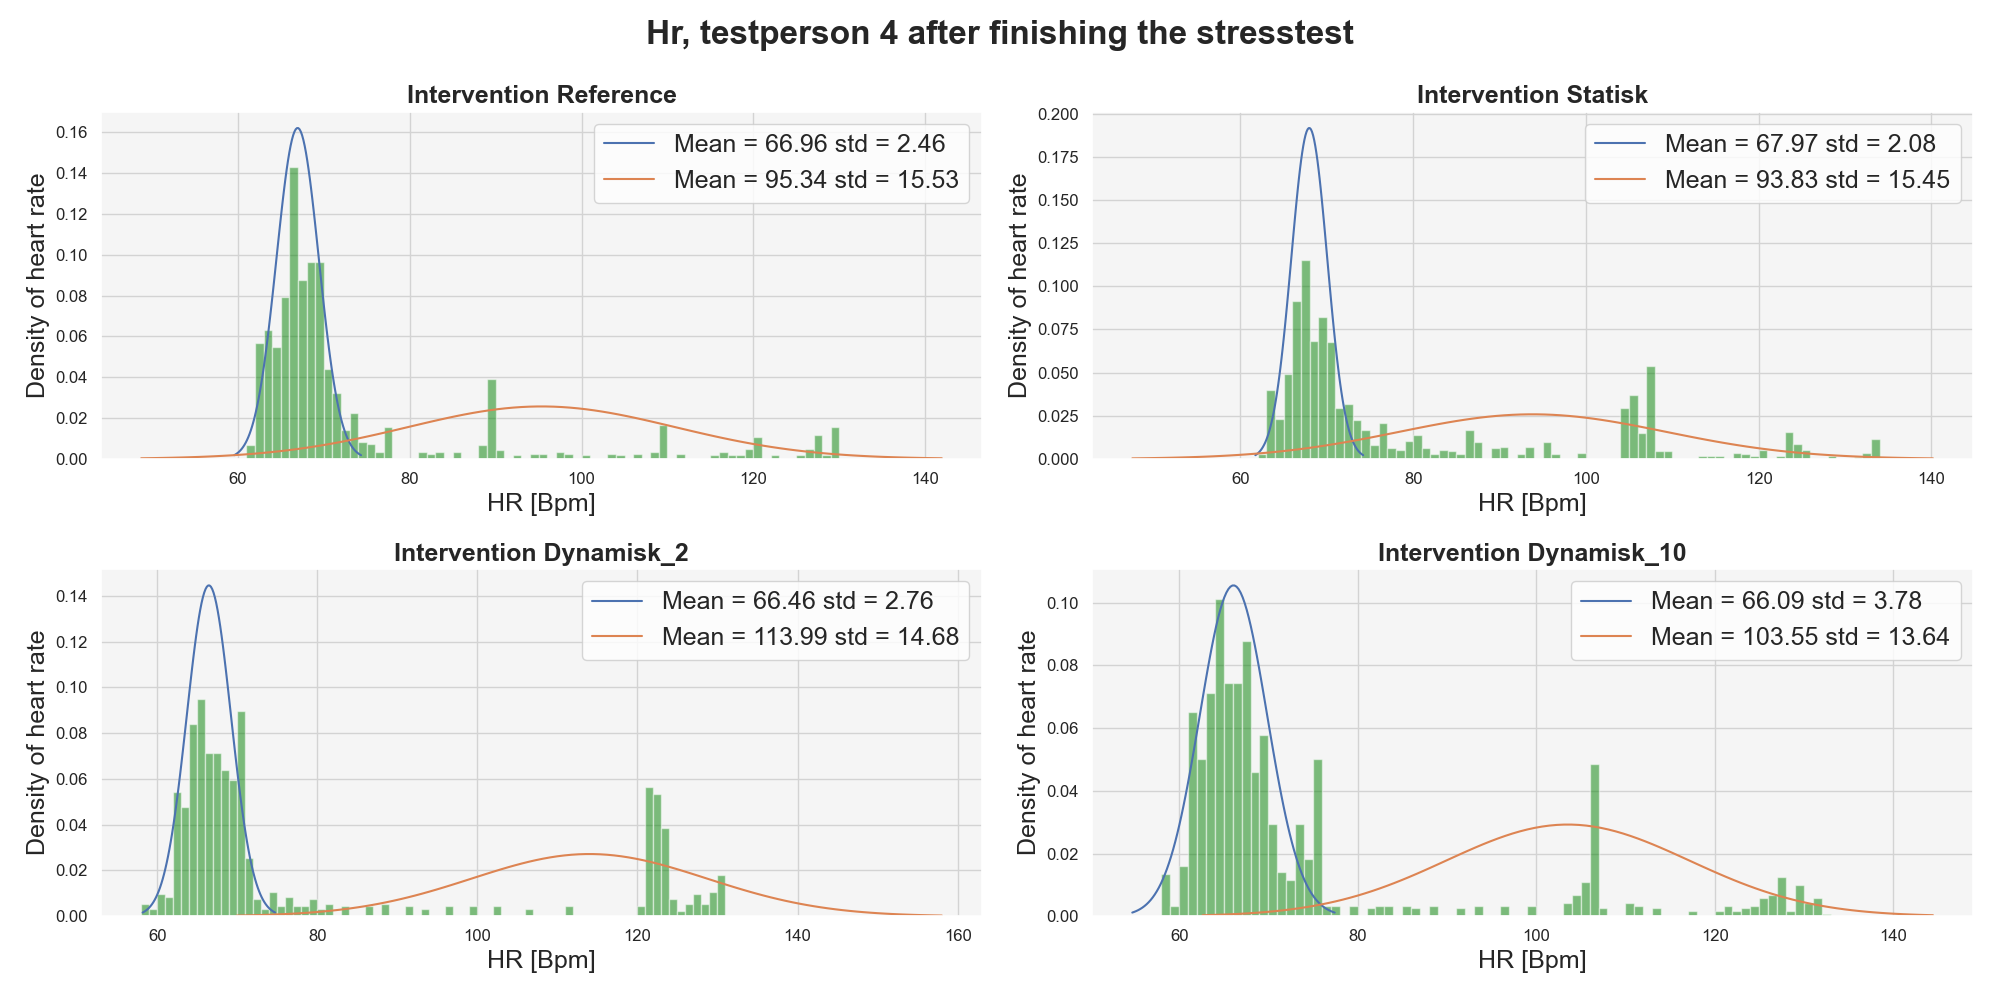 Hr, testperson 4 after finishing the stresstest
Intervention Reference
Density of heart rate
0.16
0.14
0.12
0.10
0.08
0.06
0.04
0.02
0.00
Mean = 66.96 std = 2.46
Mean = 95.34 std = 15.53
60 80 100 120 140
HR [Bpm]
Intervention Statisk
Density of heart rate
0.200
0.175
0.150
0.125
0.100
0.075
0.050
0.025
0.000
Mean = 67.97 std = 2.08
Mean = 93.83 std = 15.45
60 80 100 120 140
HR [Bpm]
Intervention Dynamisk_2
Density of heart rate
0.14
0.12
0.10
0.08
0.06
0.04
0.02
0.00
Mean = 66.46 std = 2.76
Mean = 113.99 std = 14.68
60 80 100 120 140 160
HR [Bpm]
Intervention Dynamisk_10
Density of heart rate
0.10
0.08
0.06
0.04
0.02
0.00
Mean = 66.09 std = 3.78
Mean = 103.55 std = 13.64
60 80 100 120 140
HR [Bpm]